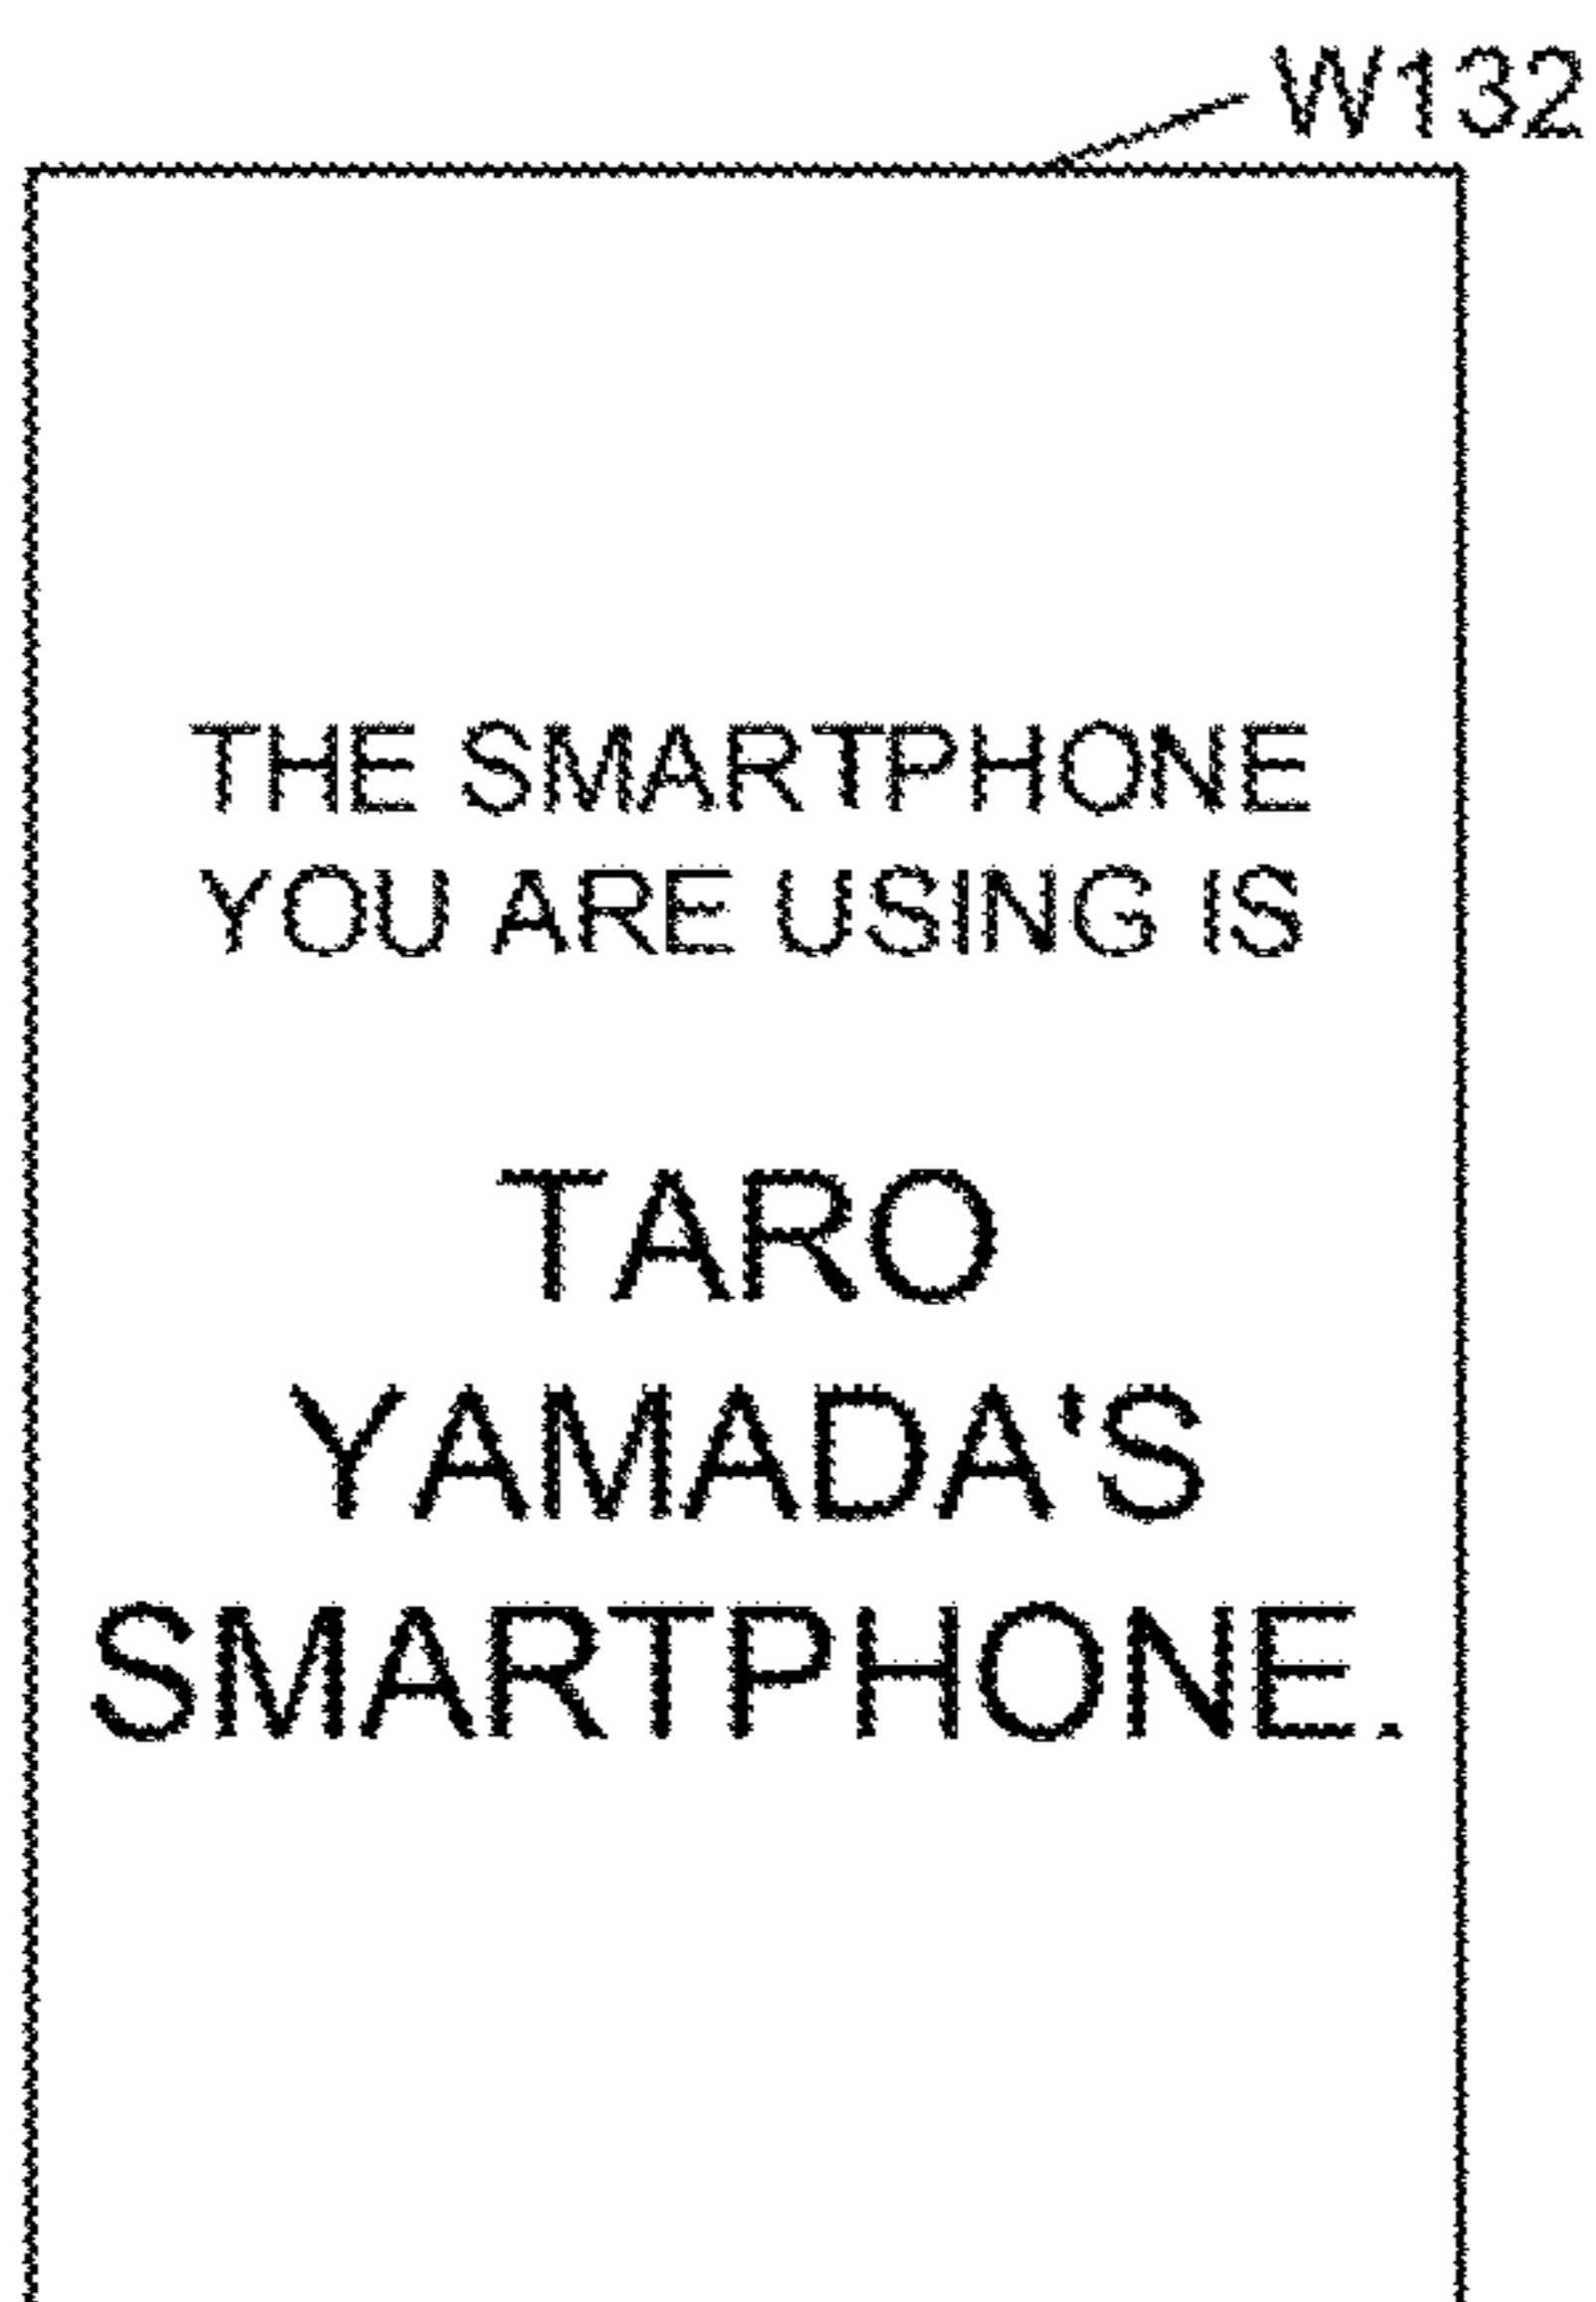 W132
THE SMARTPHONE
YOU ARE USING IS
TARO
YAMADA'S
SMARTPHONE.